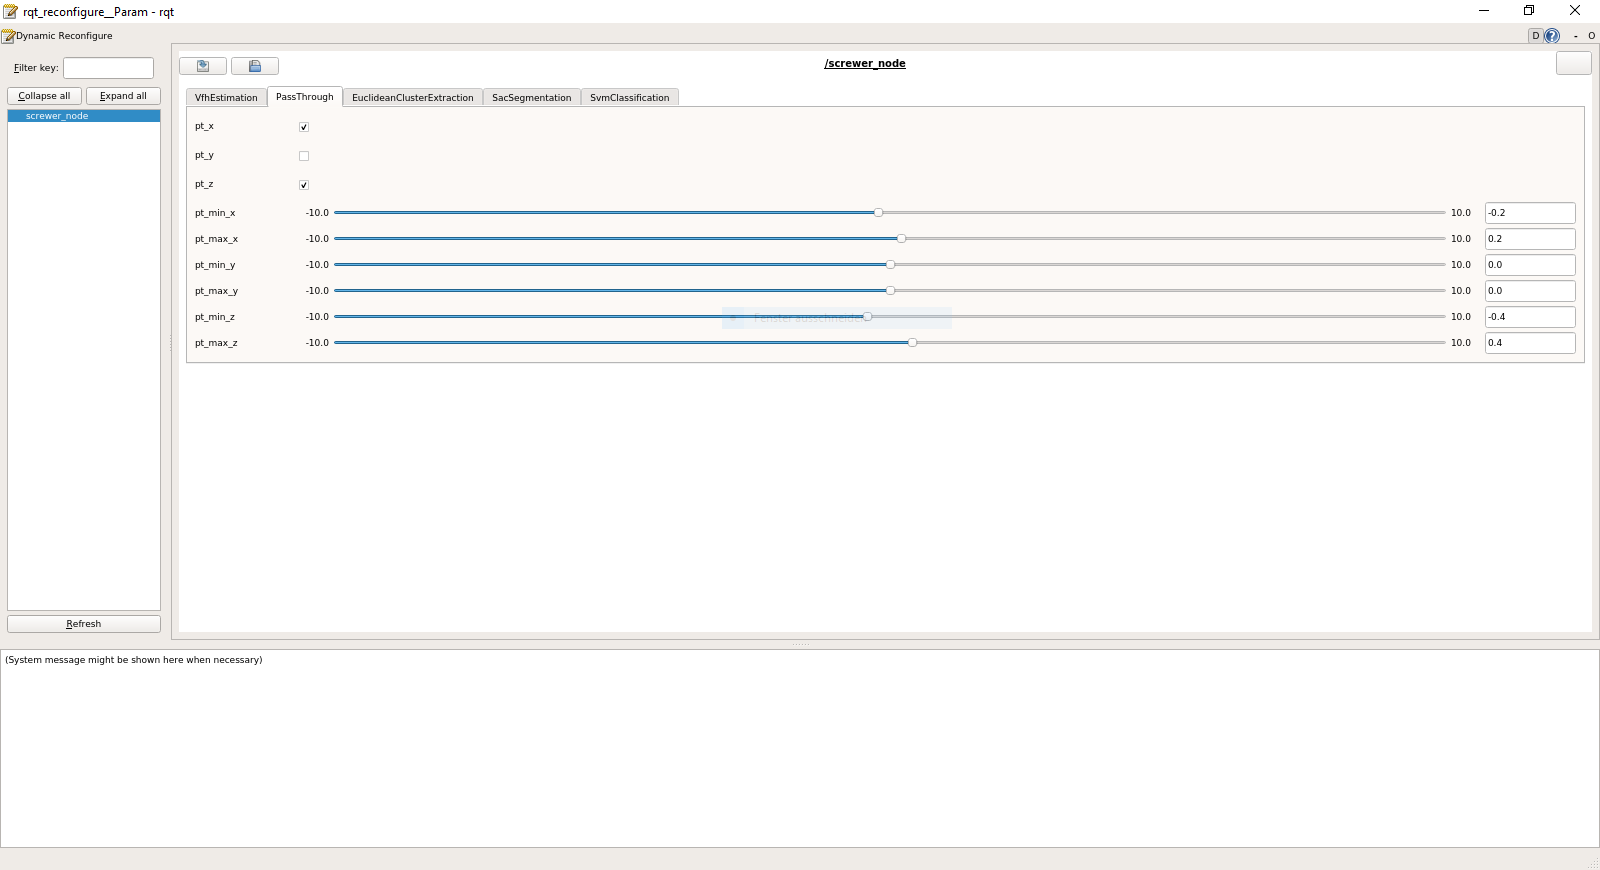 rqt_reconfigure__Param - rqt
Dynamic Reconfigure
D ? - O
Filter key:
Collapse all Expand all
screwer_node
Refresh
/screwer_node
VfhEstimation PassThrough EuclideanClusterExtraction SacSegmentation SvmClassification
pt_x
pt_y
pt_z
pt_min_x -10.0 10.0 -0.2
pt_max_x -10.0 10.0 0.2
pt_min_y -10.0 10.0 0.0
pt_max_y -10.0 10.0 0.0
pt_min_z -10.0 Fenster ausschneiden 10.0 -0.4
pt_max_z -10.0 10.0 0.4
(System message might be shown here when necessary)